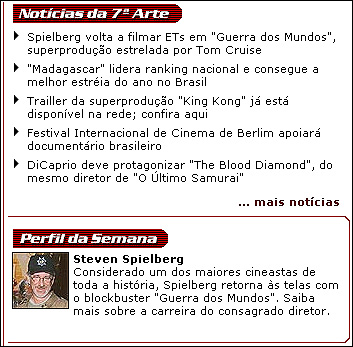 Notícias da 7ª Arte
Spielberg volta a filmar ETs em "Guerra dos Mundos",
superprodução estrelada por Tom Cruise
"Madagascar" lidera ranking nacional e consegue a
melhor estréia do ano no Brasil
Trailler da superprodução "King Kong" já está
disponível na rede; confira aqui
Festival Internacional de Cinema de Berlim apoiará
documentário brasileiro
DiCaprio deve protagonizar "The Blood Diamond", do
mesmo diretor de "O Último Samurai"
... mais notícias
Perfil da Semana
Steven Spielberg
Considerado um dos maiores cineastas de
toda a história, Spielberg retorna às telas com
o blockbuster "Guerra dos Mundos". Saiba
mais sobre a carreira do consagrado diretor.